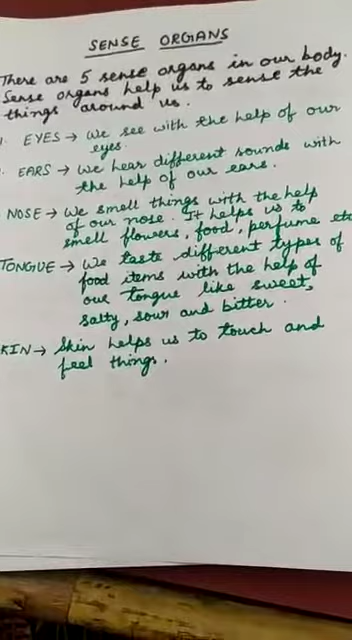 SENSE ORGANS
There are 5 sense organs in our body.
Sense organs help us to sense the
things around us.
1. EYES → We see with the help of our
eyes.
. EARS → We hear different sounds with
the help of our ears.
NOSE → We smell things with the help
of our nose. It helps us to
smell flowers, food, perfume etc
TONGUE → We taste different types of
food items with the help of
our tongue like sweet,
salty, sour and bitter.
KIN → Skin helps us to touch and
feel things.